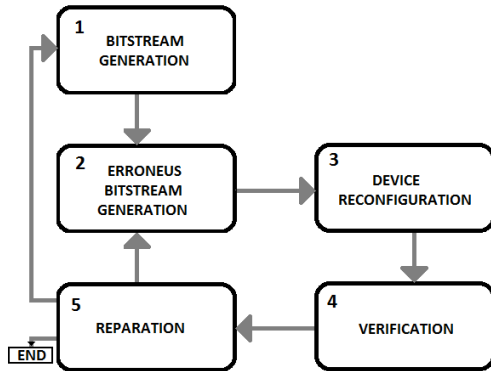 1
BITSTREAM
GENERATION
2
ERRONEUS
BITSTREAM
GENERATION
3
DEVICE
RECONFIGURATION
4
VERIFICATION
5
REPARATION
END